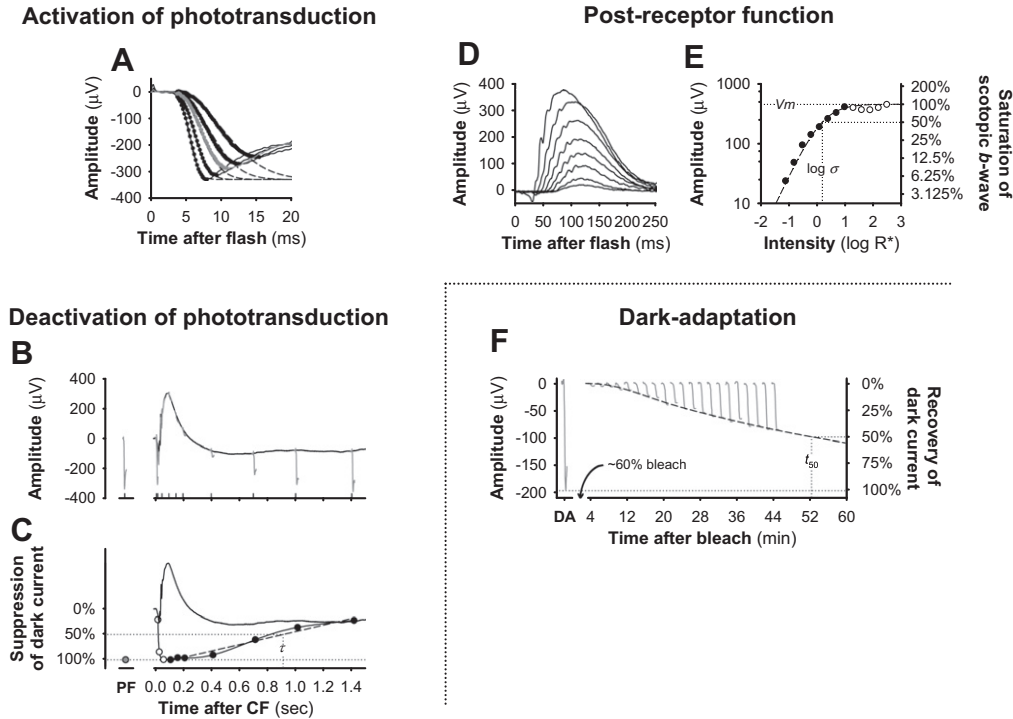 Activation of phototransduction
Post-receptor function
A
Amplitude (µV)
0
-100
-200
-300
-400
0 5 10 15 20
Time after flash (ms)
D
Amplitude (µV)
400
300
200
100
0
0 50 100 150 200 250
Time after flash (ms)
E
Amplitude (µV)
1000
100
10
Vm
log σ
200%
100%
50%
25%
12.5%
6.25%
3.125%
Saturation of
scotopic b-wave
-2 -1 0 1 2 3
Intensity (log R*)
Deactivation of phototransduction
Dark-adaptation
B
Amplitude (µV)
400
200
0
-200
-400
C
Suppression
of dark current
0%
50%
100%
t
PF 0.0 0.2 0.4 0.6 0.8 1.0 1.2 1.4
Time after CF (sec)
F
Amplitude (µV)
0
-50
-100
-150
-200
~60% bleach
t50
0%
25%
50%
75%
100%
Recovery of
dark current
DA 4 12 20 28 36 44 52 60
Time after bleach (min)